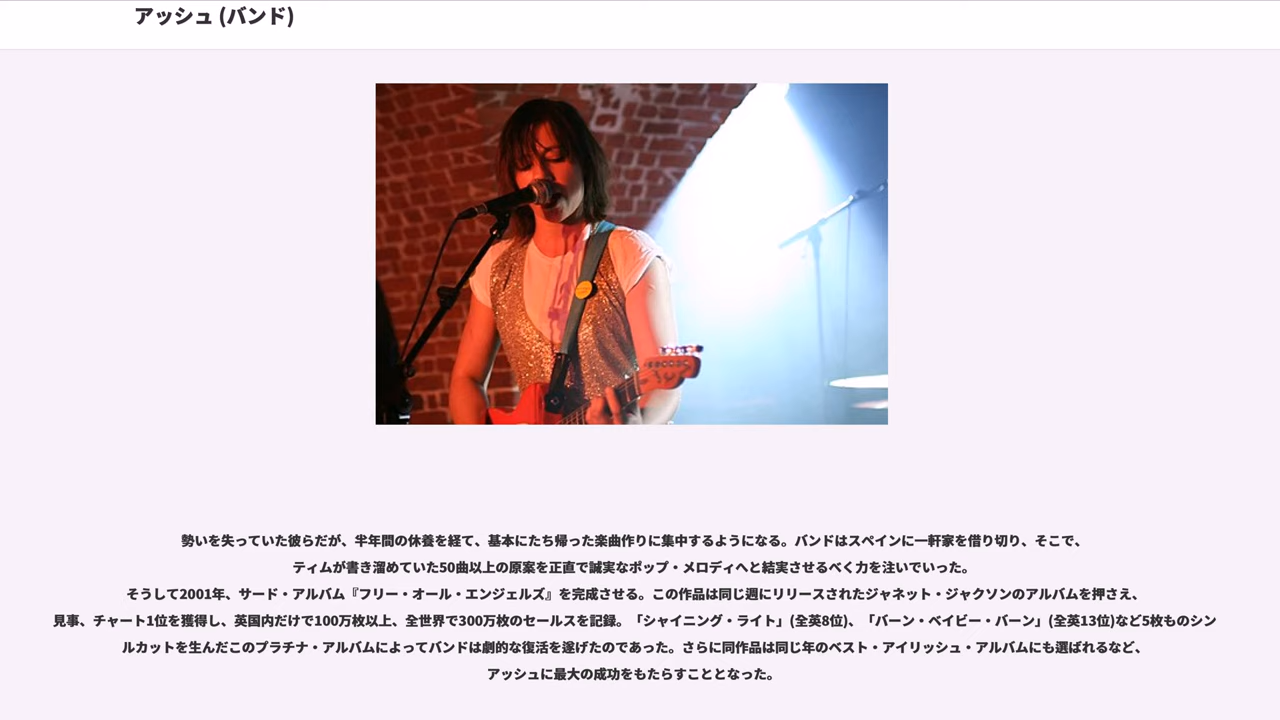 アッシュ (バンド)
勢いを失っていた彼らだが、半年間の休養を経て、基本にたち帰った楽曲作りに集中するようになる。バンドはスペインに一軒家を借り切り、そこで、
ティムが書き溜めていた50曲以上の原案を正直で誠実なポップ・メロディへと結実させるべく力を注いでいった。
そうして2001年、サード・アルバム『フリー・オール・エンジェルズ』を完成させる。この作品は同じ週にリリースされたジャネット・ジャクソンのアルバムを押さえ、
見事、チャート1位を獲得し、英国内だけで100万枚以上、全世界で300万枚のセールスを記録。「シャイニング・ライト」(全英8位)、「バーン・ベイビー・バーン」(全英13位)など5枚ものシン
ルカットを生んだこのプラチナ・アルバムによってバンドは劇的な復活を遂げたのであった。さらに同作品は同じ年のベスト・アイリッシュ・アルバムにも選ばれるなど、
アッシュに最大の成功をもたらすこととなった。